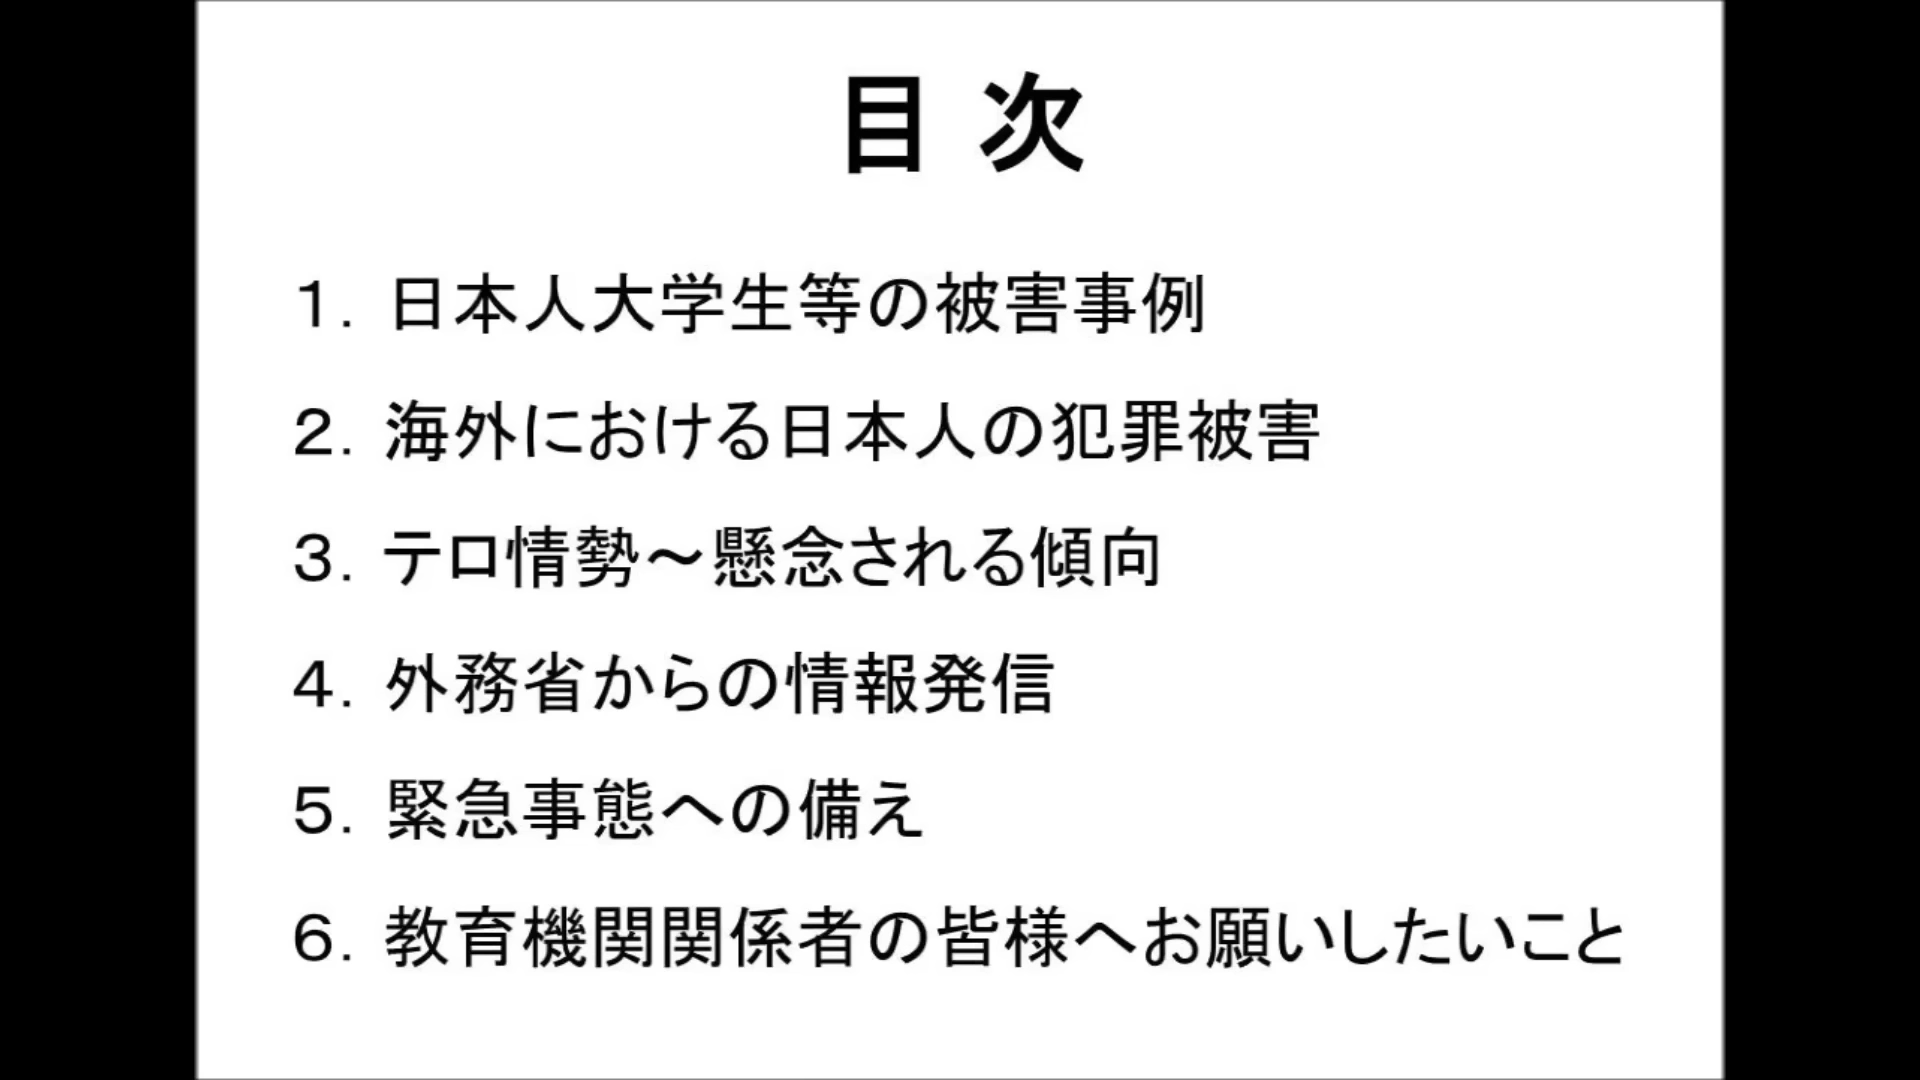 目 次
１．日本人大学生等の被害事例
２．海外における日本人の犯罪被害
３．テロ情勢～懸念される傾向
４．外務省からの情報発信
５．緊急事態への備え
６．教育機関関係者の皆様へお願いしたいこと